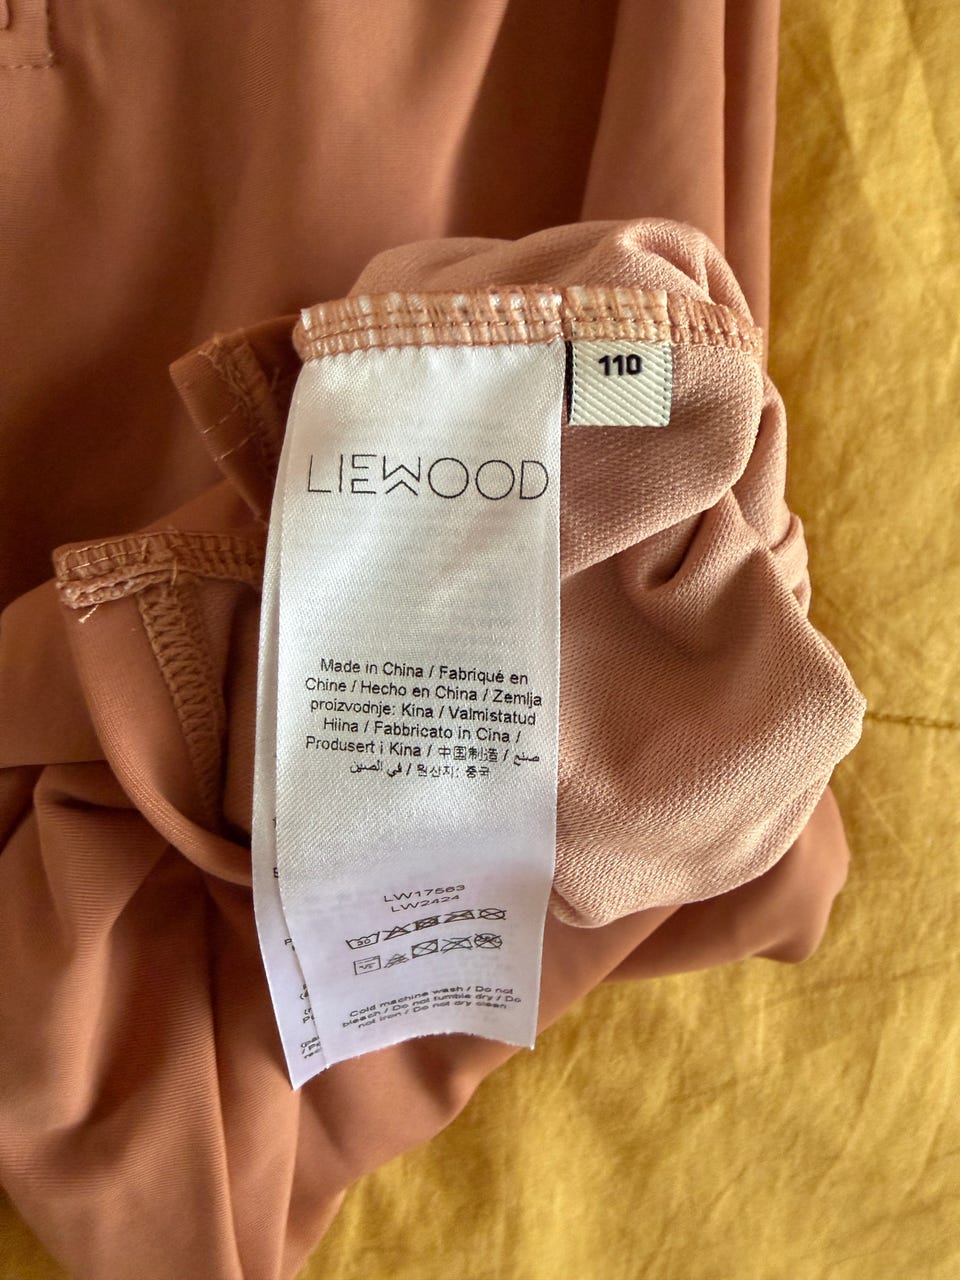 110
LIEWOOD
Made in China / Fabriqué en
Chine / Hecho en China / Zemlja
proizvodnje: Kina / Valmistatud
Hiina / Fabbricato in Cina /
Produsert i Kina / 中国制造 / صنع
في الصين / 원산지: 중국
LW17563
LW2424
30
Cold machine wash / Do not
bleach / Do not tumble dry / Do
not iron / Do not dry clean